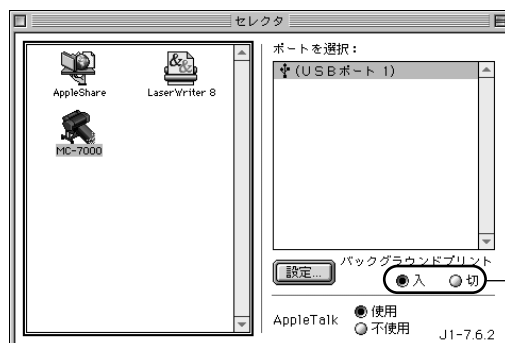 セレクタ
AppleShare
LaserWriter 8
MC-7000
ポートを選択：
(USBポート 1)
設定...
バックグラウンドプリント
入 切
AppleTalk
使用
不使用
J1-7.6.2